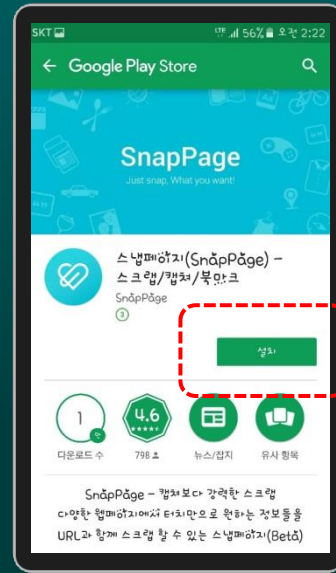 SKT LTE 56% 오전 2:22
Google Play Store
SnapPage
Just snap, What you want!
스냅페이지(SnapPage) -
스크랩/캡쳐/북마크
SnapPage
3
설치
1
만
4.6
다운로드 수
798
뉴스/잡지
유사 항목
SnapPage - 캡쳐보다 강력한 스크랩
다양한 웹페이지에서 터치만으로 원하는 정보들을
URL과 함께 스크랩 할 수 있는 스냅페이지(Beta)